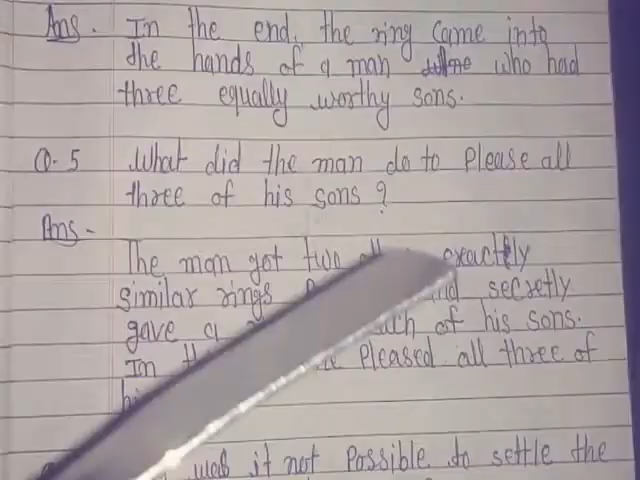 Ans. In the end, the ring came into
the hands of a man who had
three equally worthy sons.
Q.5 What did the man do to Please all
three of his sons?
Ans-
The man got two exactly
similar rings secretly
gave a of his sons.
In Pleased all three of
was it not Possible to settle the